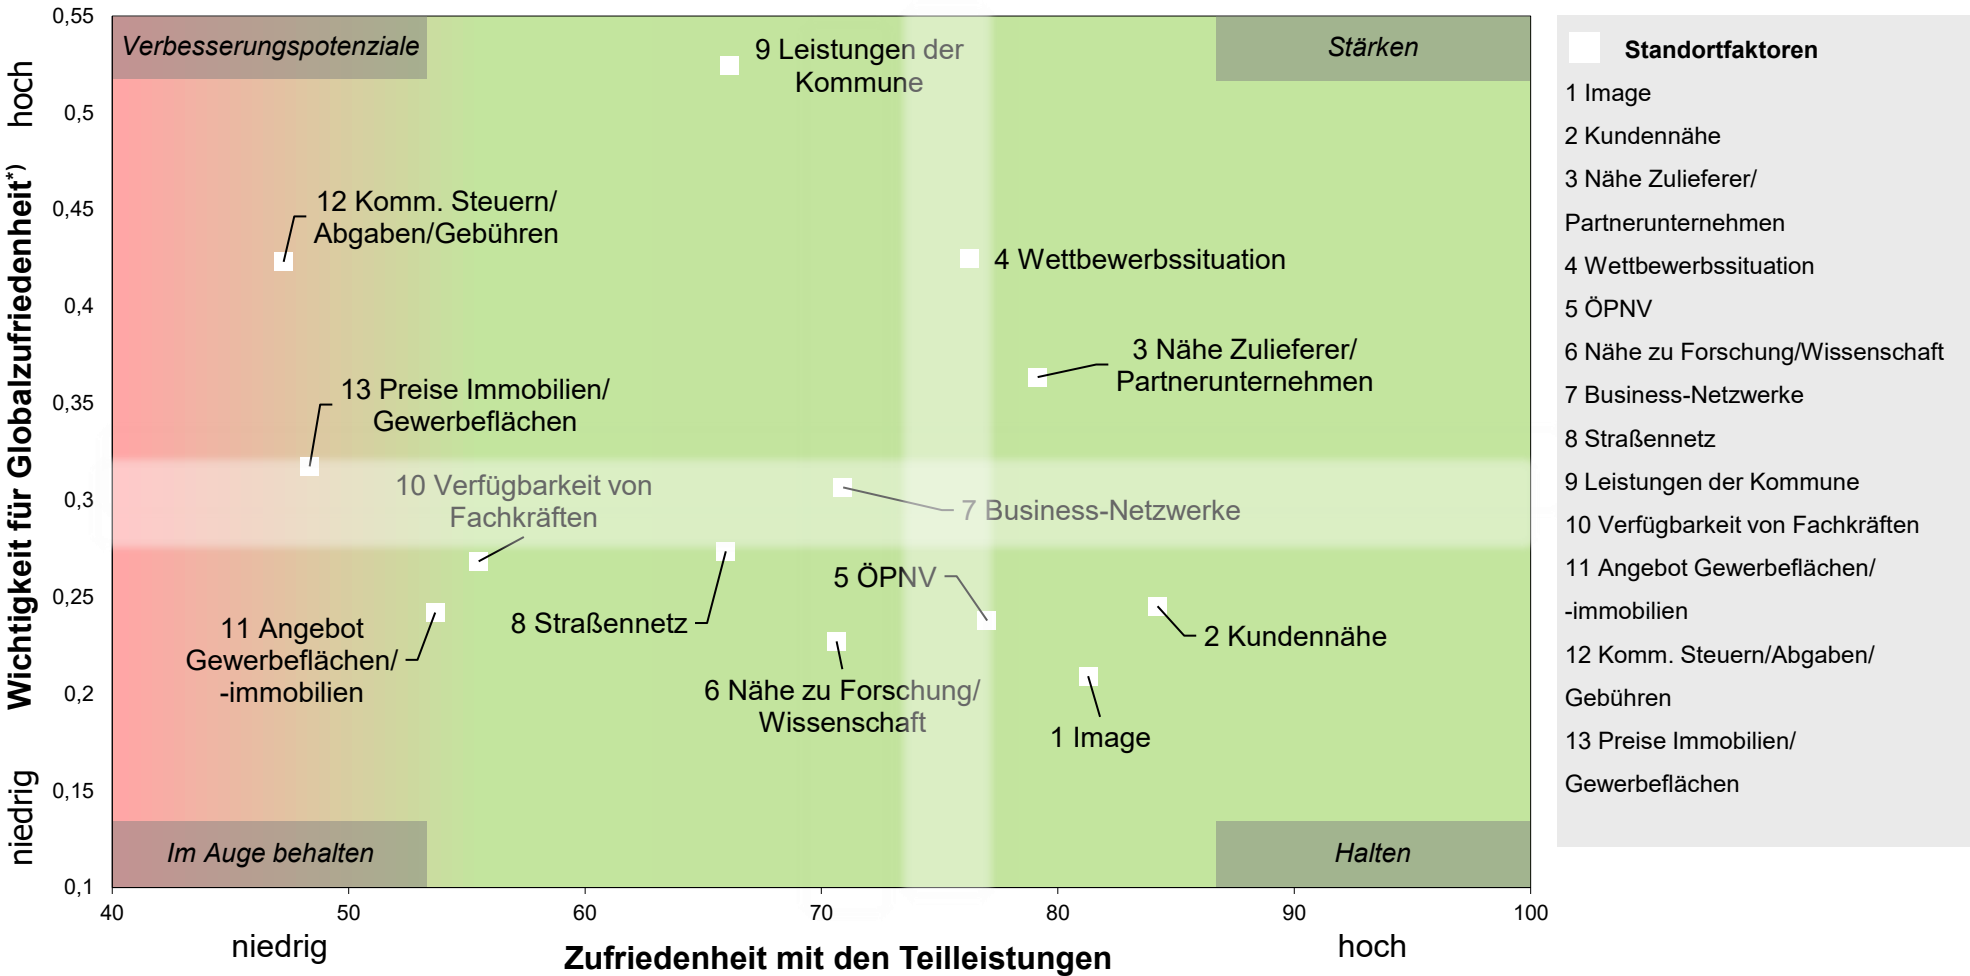 0,55
0,5
0,45
0,4
0,35
0,3
0,25
0,2
0,15
0,1
hoch
Wichtigkeit für Globalzufriedenheit*)
niedrig
Verbesserungspotenziale
Stärken
9 Leistungen der
Kommune
12 Komm. Steuern/
Abgaben/Gebühren
4 Wettbewerbssituation
3 Nähe Zulieferer/
Partnerunternehmen
13 Preise Immobilien/
Gewerbeflächen
10 Verfügbarkeit von
Fachkräften
7 Business-Netzwerke
5 ÖPNV
8 Straßennetz
11 Angebot
Gewerbeflächen/
-immobilien
2 Kundennähe
6 Nähe zu Forschung/
Wissenschaft
1 Image
Im Auge behalten
Halten
40
50
60
70
80
90
100
niedrig
Zufriedenheit mit den Teilleistungen
hoch
Standortfaktoren
1 Image
2 Kundennähe
3 Nähe Zulieferer/
Partnerunternehmen
4 Wettbewerbssituation
5 ÖPNV
6 Nähe zu Forschung/Wissenschaft
7 Business-Netzwerke
8 Straßennetz
9 Leistungen der Kommune
10 Verfügbarkeit von Fachkräften
11 Angebot Gewerbeflächen/
-immobilien
12 Komm. Steuern/Abgaben/
Gebühren
13 Preise Immobilien/
Gewerbeflächen